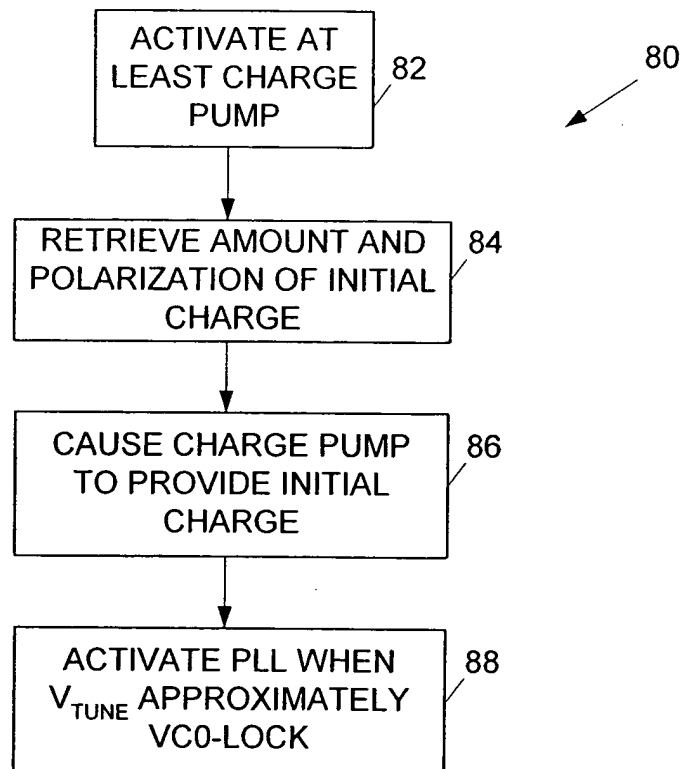 ACTIVATE AT
LEAST CHARGE
PUMP
82
80
RETRIEVE AMOUNT AND
POLARIZATION OF INITIAL
CHARGE
84
CAUSE CHARGE PUMP
TO PROVIDE INITIAL
CHARGE
86
ACTIVATE PLL WHEN
VTUNE APPROXIMATELY
VC0-LOCK
88